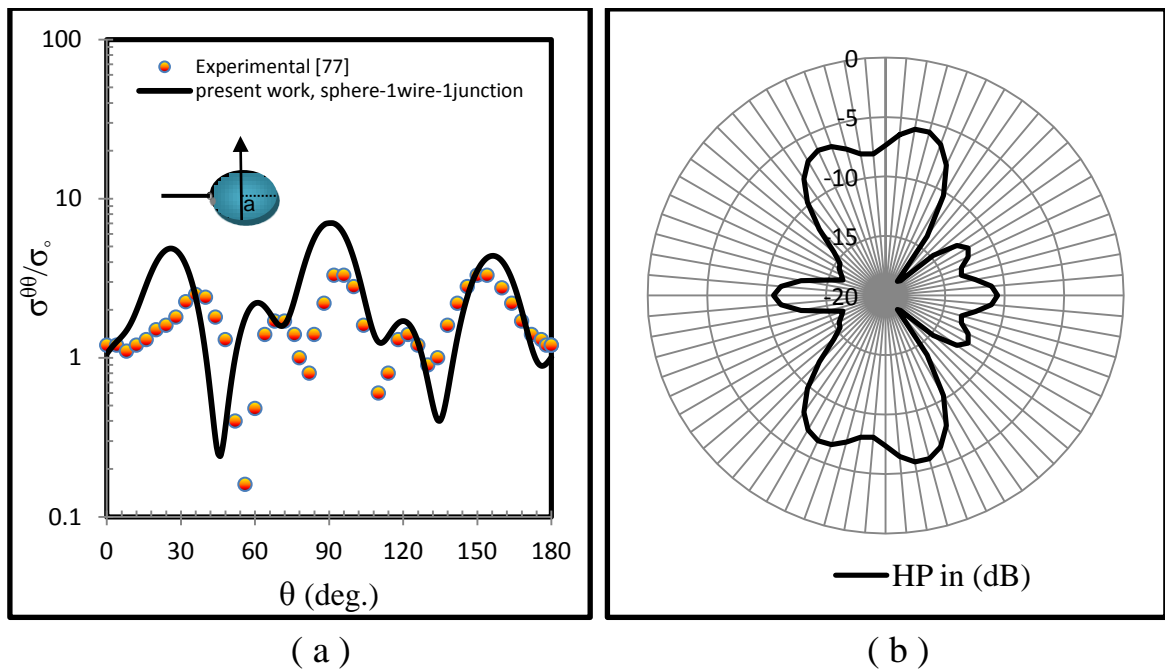 100
10
1
0.1
σ^θθ/σ○
Experimental [77]
present work, sphere-1wire-1junction
a
0 30 60 90 120 150 180
θ (deg.)
( a )
0
-5
-10
-15
-20
HP in (dB)
( b )